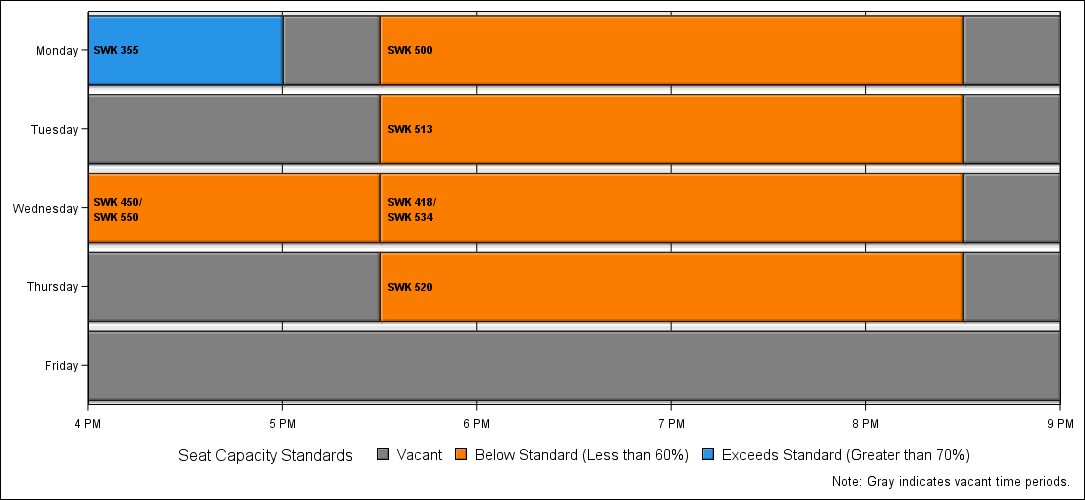 Monday
SWK 355
SWK 500
Tuesday
SWK 513
Wednesday
SWK 450/
SWK 550
SWK 418/
SWK 534
Thursday
SWK 520
Friday
4 PM
5 PM
6 PM
7 PM
8 PM
9 PM
Seat Capacity Standards
Vacant
Below Standard (Less than 60%)
Exceeds Standard (Greater than 70%)
Note: Gray indicates vacant time periods.